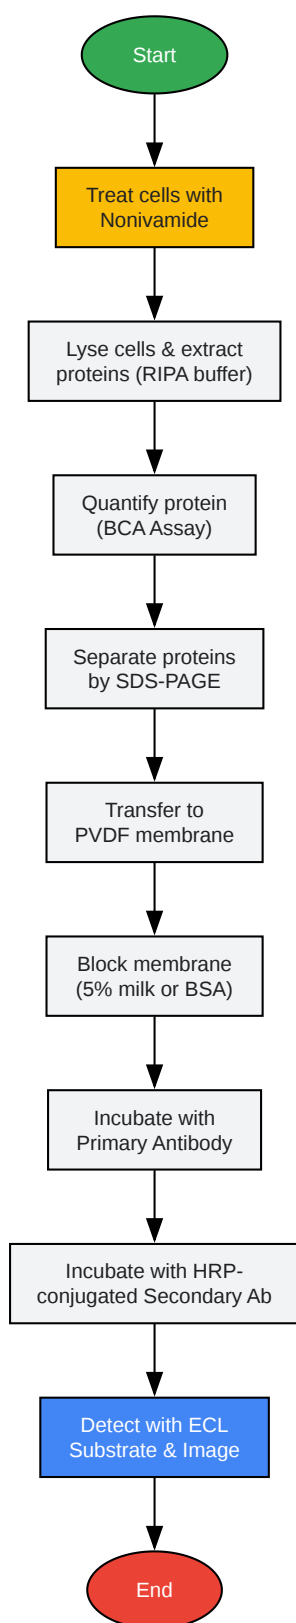 Start
Treat cells with
Nonivamide
Lyse cells & extract
proteins (RIPA buffer)
Quantify protein
(BCA Assay)
Separate proteins
by SDS-PAGE
Transfer to
PVDF membrane
Block membrane
(5% milk or BSA)
Incubate with
Primary Antibody
Incubate with HRP-
conjugated Secondary Ab
Detect with ECL
Substrate & Image
End